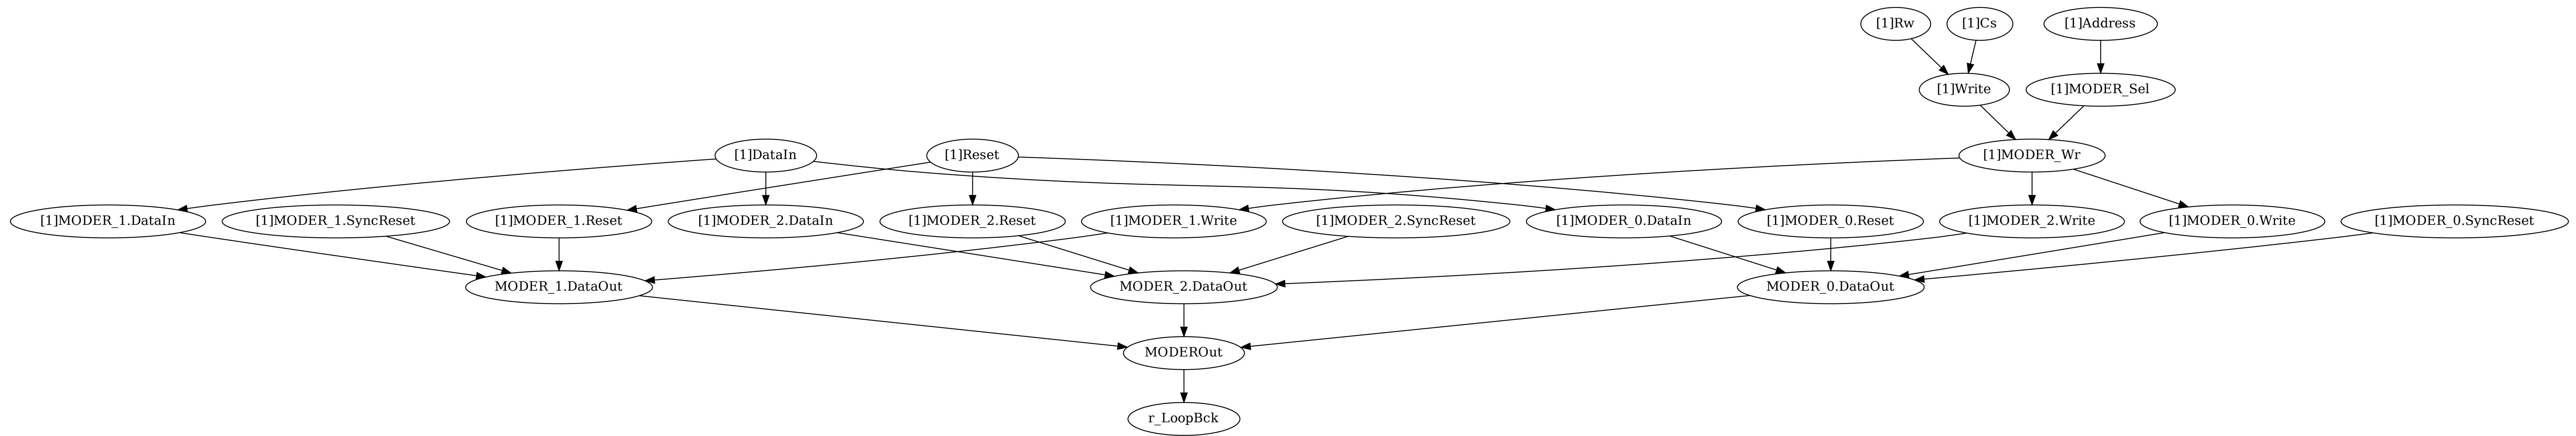 [1]Rw
[1]Cs
[1]Address
[1]Write
[1]MODER_Sel
[1]DataIn
[1]Reset
[1]MODER_Wr
[1]MODER_1.DataIn
[1]MODER_1.SyncReset
[1]MODER_1.Reset
[1]MODER_2.DataIn
[1]MODER_2.Reset
[1]MODER_1.Write
[1]MODER_2.SyncReset
[1]MODER_0.DataIn
[1]MODER_0.Reset
[1]MODER_2.Write
[1]MODER_0.Write
[1]MODER_0.SyncReset
MODER_1.DataOut
MODER_2.DataOut
MODER_0.DataOut
MODEROut
r_LoopBck